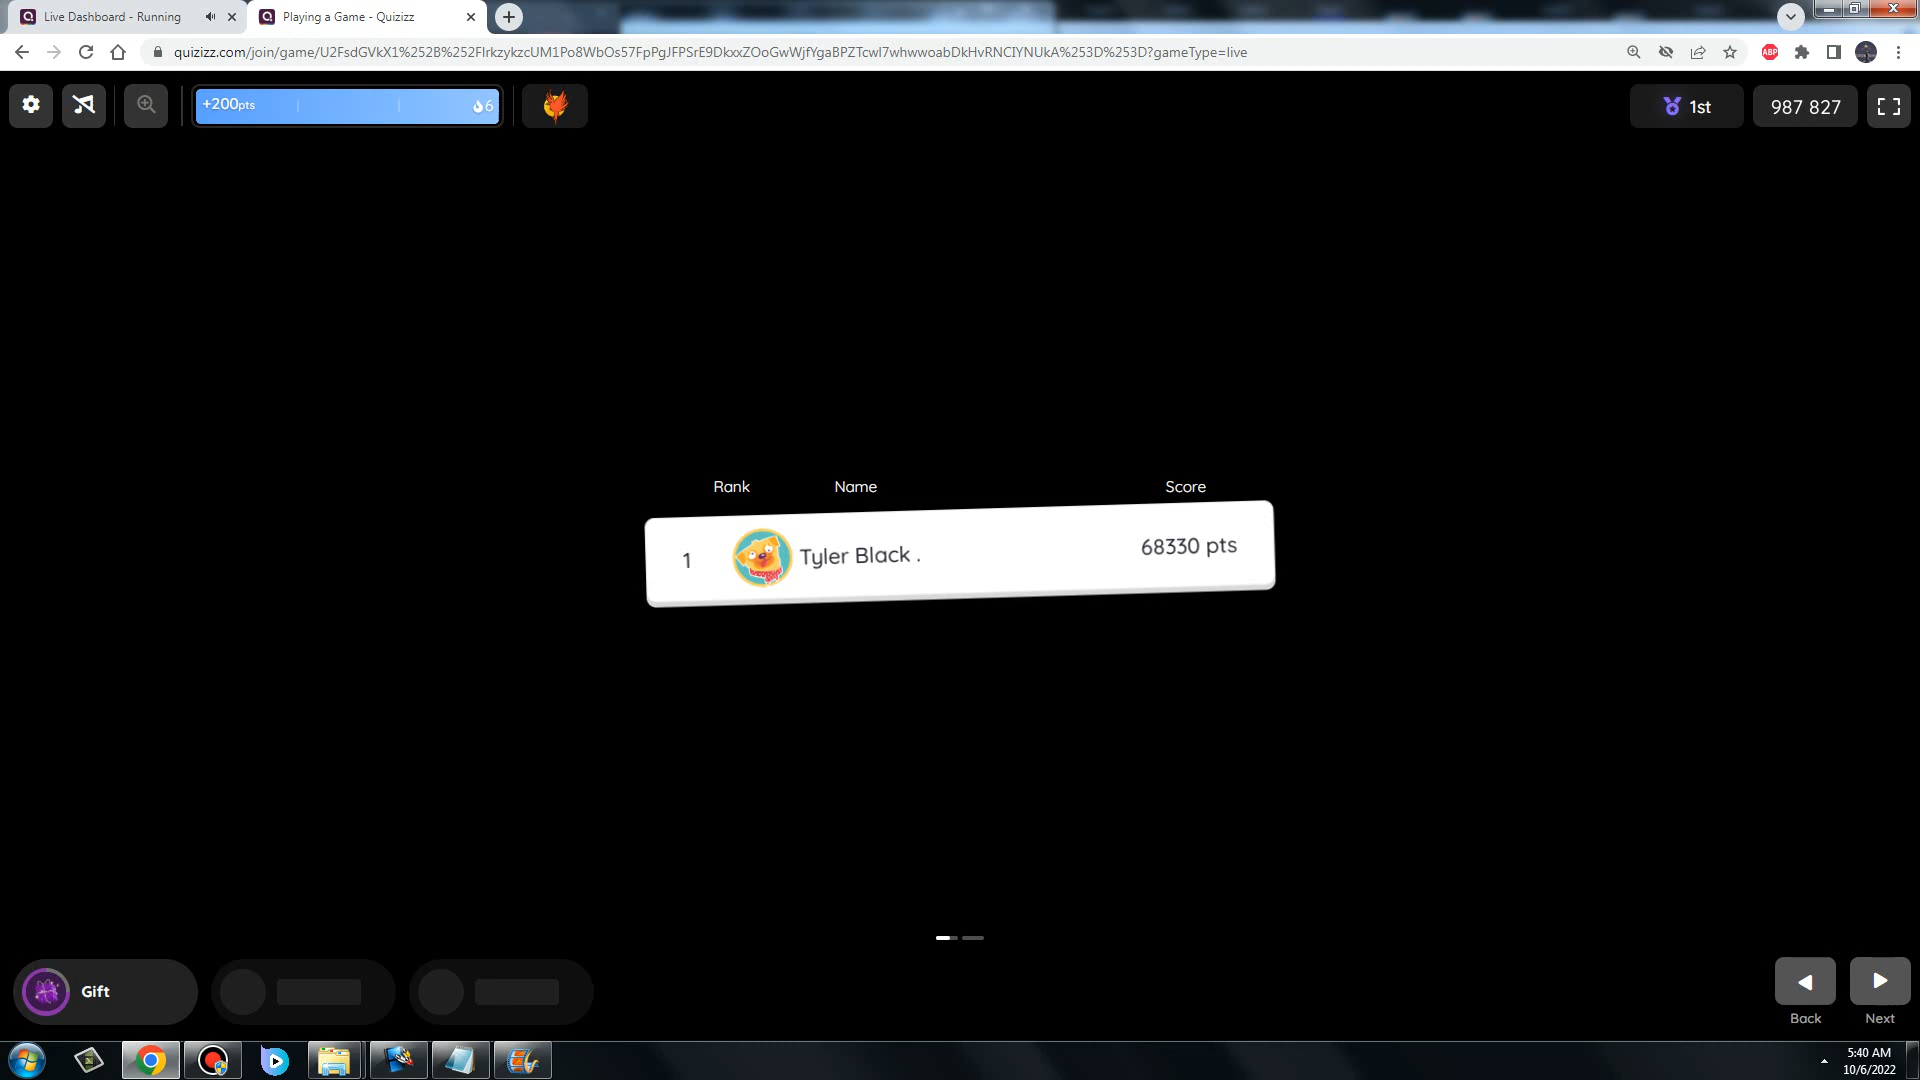 Live Dashboard - Running
Playing a Game - Quizizz
quizizz.com/join/game/U2FsdGVkX1%252B%252FIrkzykzcUM1Po8WbOs57FpPgJFPSrE9DkxxZOoGwWjfYgaBPZTcwI7whwwoabDkHvRNCIYNUkA%253D%253D?gameType=live
ABP
+200pts
6
1st
987 827
Rank Name Score
1 Tyler Black . 68330 pts
Gift
Back
Next
5:40 AM
10/6/2022